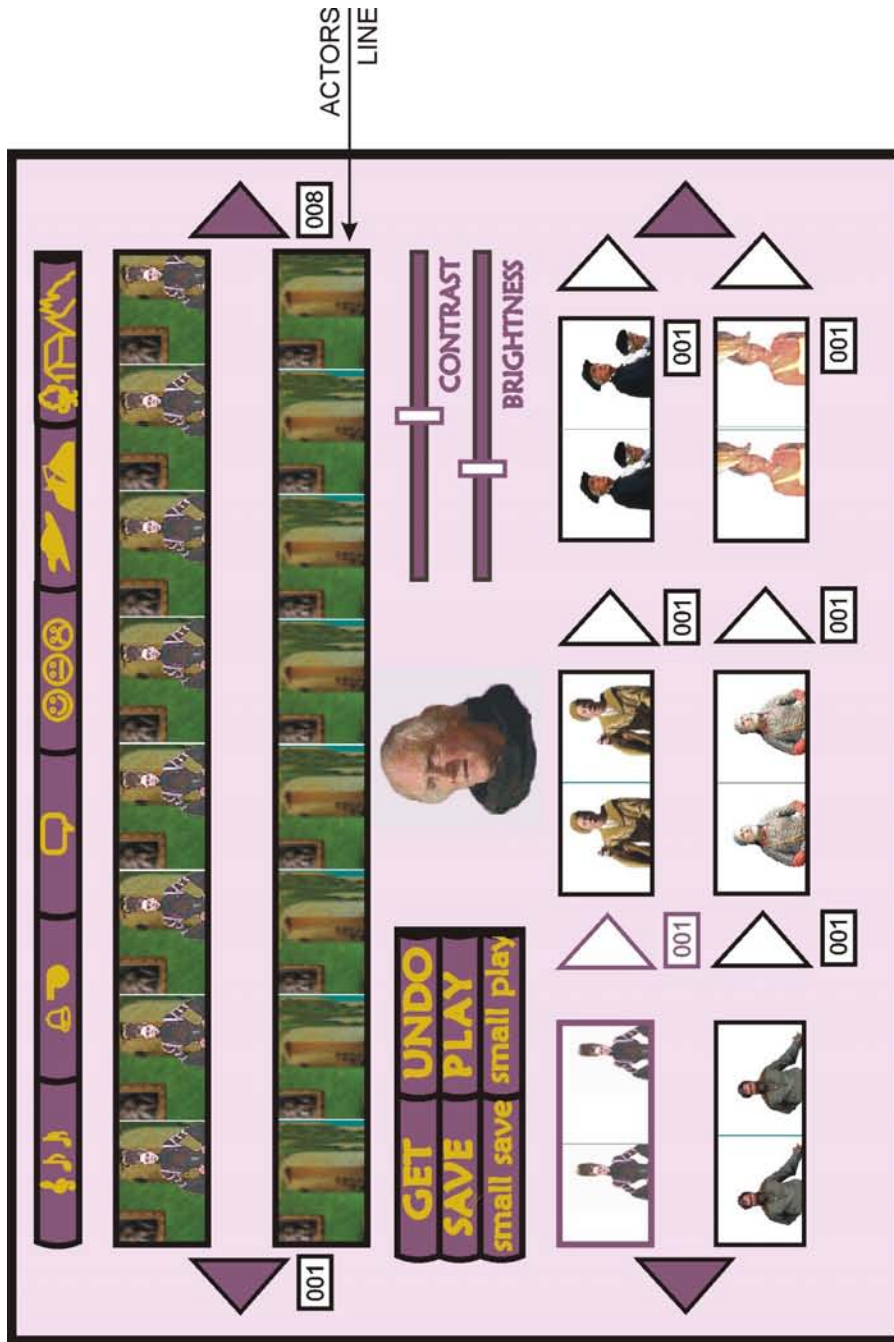 001
008
ACTORS
LINE
GET UNDO
SAVE PLAY
small save small play
CONTRAST
BRIGHTNESS
001 001 001
001 001 001